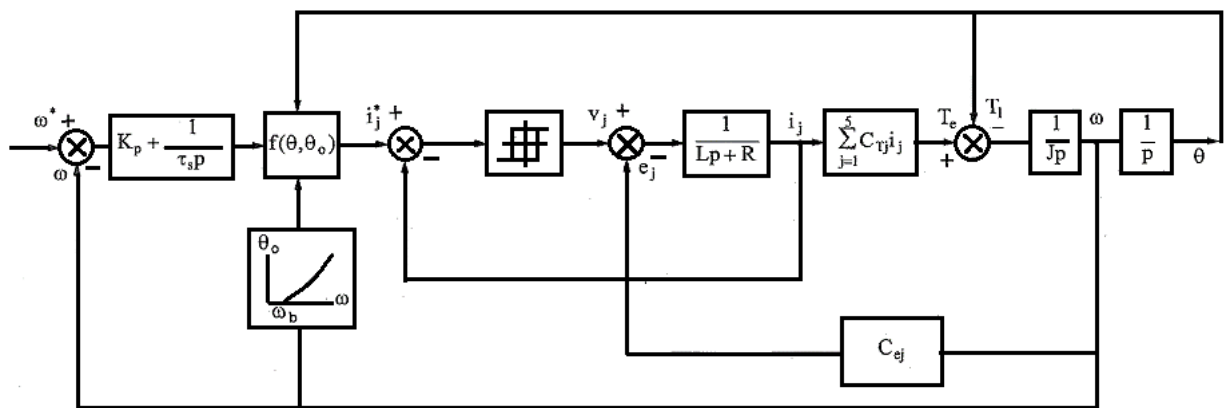 ω* +
−
ω
K_p + 1/(τ_s p)
f(θ,θ_o)
θ_o
ω_b
ω
i_j* +
−
v_j +
−
e_j
1/(Lp + R)
i_j
5
Σ C_Tj i_j
j=1
T_e
+
T_l
−
1/(Jp)
ω
1/p
θ
C_ej